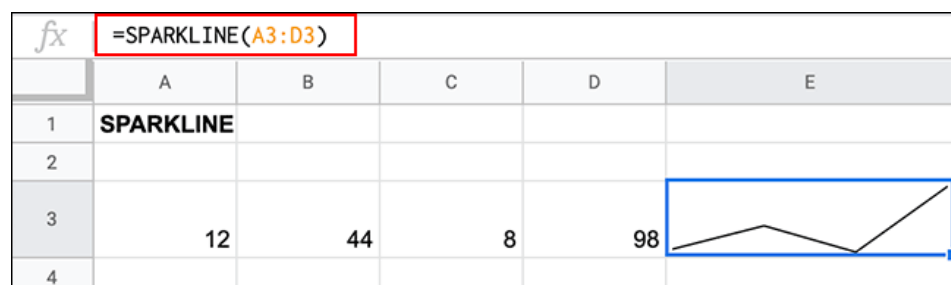 fx =SPARKLINE(A3:D3)
A B C D E
1 SPARKLINE
2
3 12 44 8 98
4